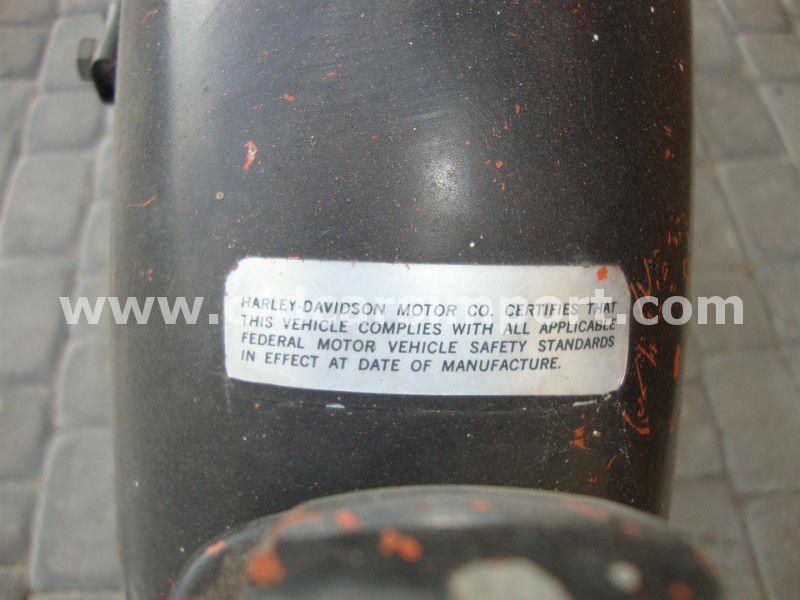 HARLEY-DAVIDSON MOTOR CO. CERTIFIES THAT
THIS VEHICLE COMPLIES WITH ALL APPLICABLE
FEDERAL MOTOR VEHICLE SAFETY STANDARDS
IN EFFECT AT DATE OF MANUFACTURE.